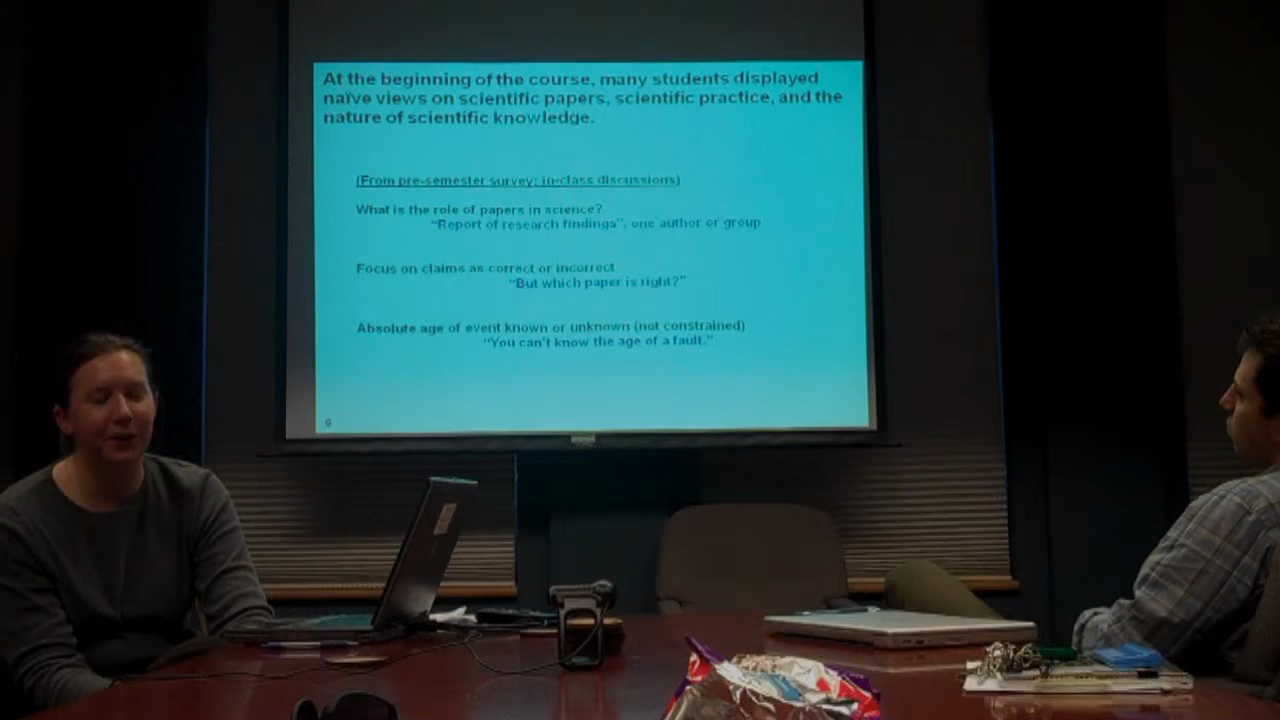 At the beginning of the course, many students displayed
naïve views on scientific papers, scientific practice, and the
nature of scientific knowledge.
(From pre-semester survey; in-class discussions)
What is the role of papers in science?
"Report of research findings", one author or group
Focus on claims as correct or incorrect
"But which paper is right?"
Absolute age of event known or unknown (not constrained)
"You can't know the age of a fault."
9